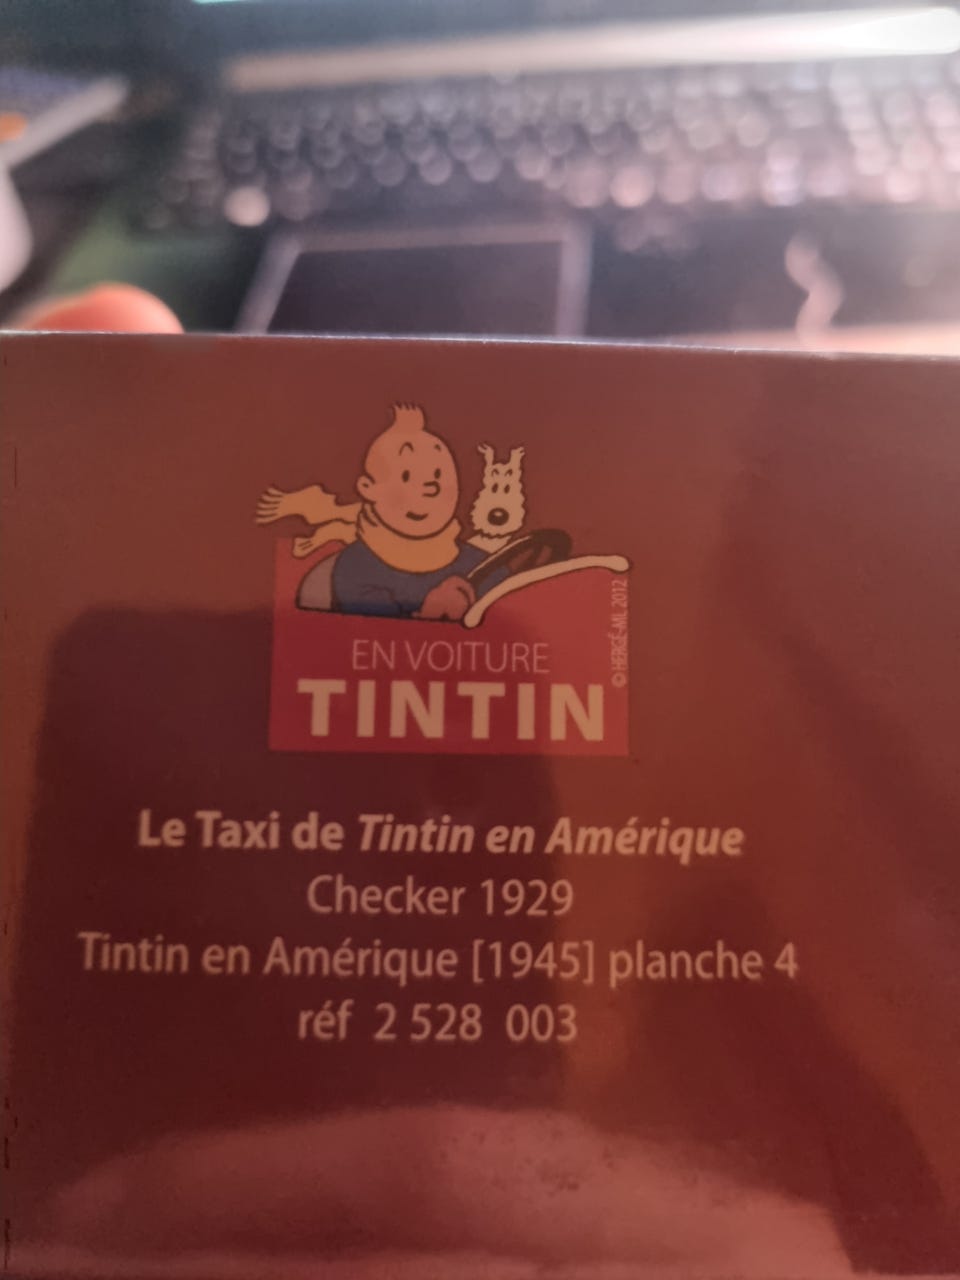 EN VOITURE
TINTIN
© HERGÉ-ML 2012
Le Taxi de Tintin en Amérique
Checker 1929
Tintin en Amérique [1945] planche 4
réf 2 528 003